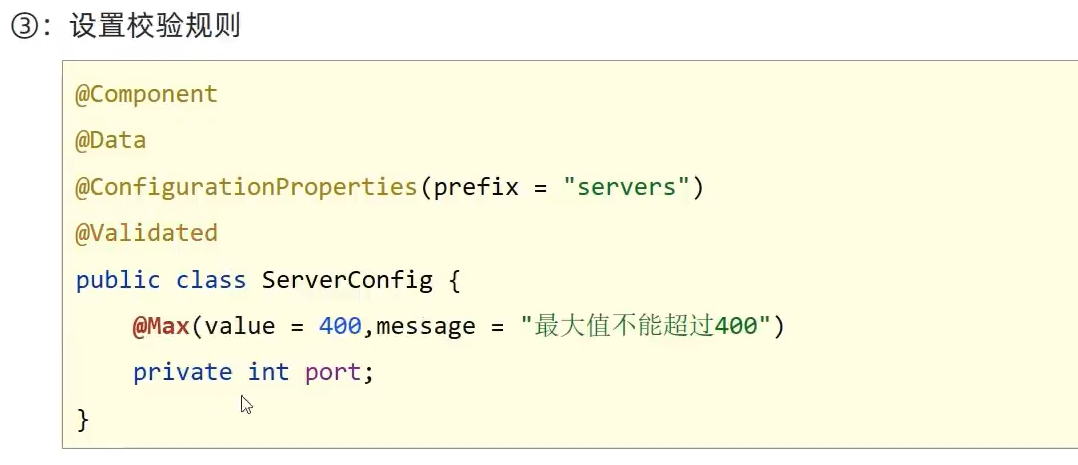 ③：设置校验规则
@Component
@Data
@ConfigurationProperties(prefix = "servers")
@Validated
public class ServerConfig {
    @Max(value = 400,message = "最大值不能超过400")
    private int port;
}